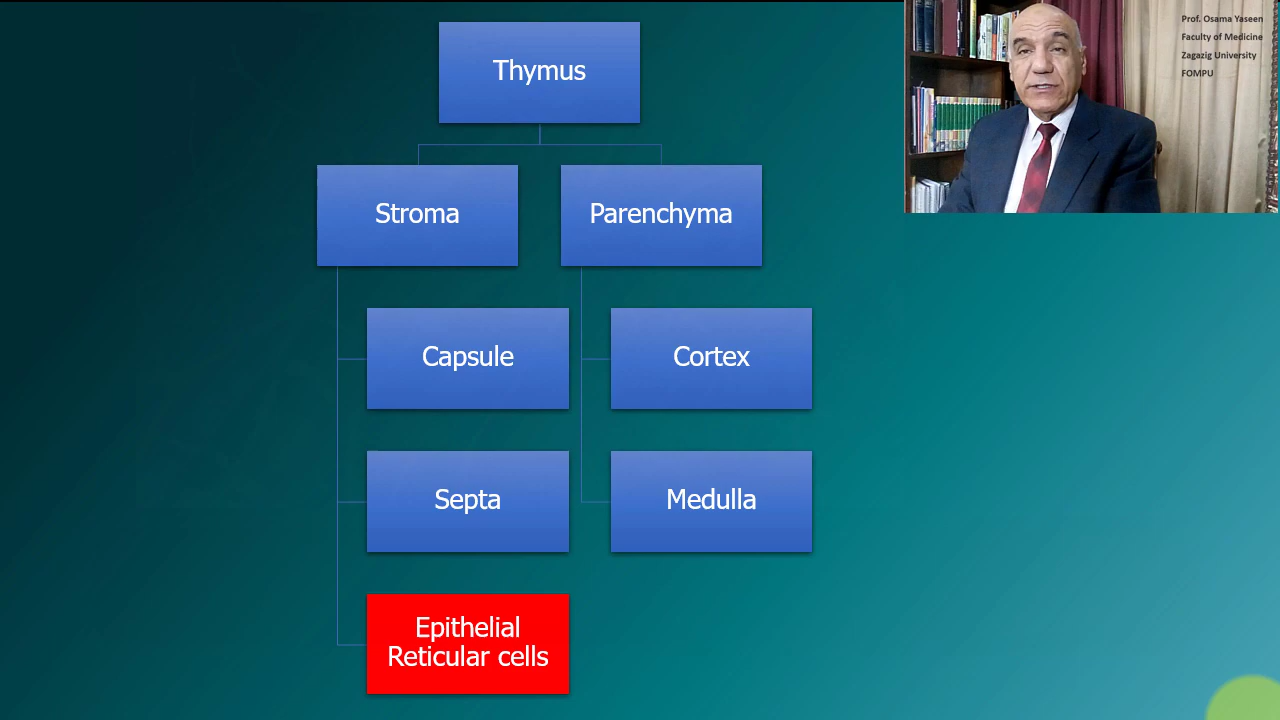 Thymus
Prof. Osama Yaseen
Faculty of Medicine
Zagazig University
FOMPU
Stroma
Parenchyma
Capsule
Cortex
Septa
Medulla
Epithelial
Reticular cells